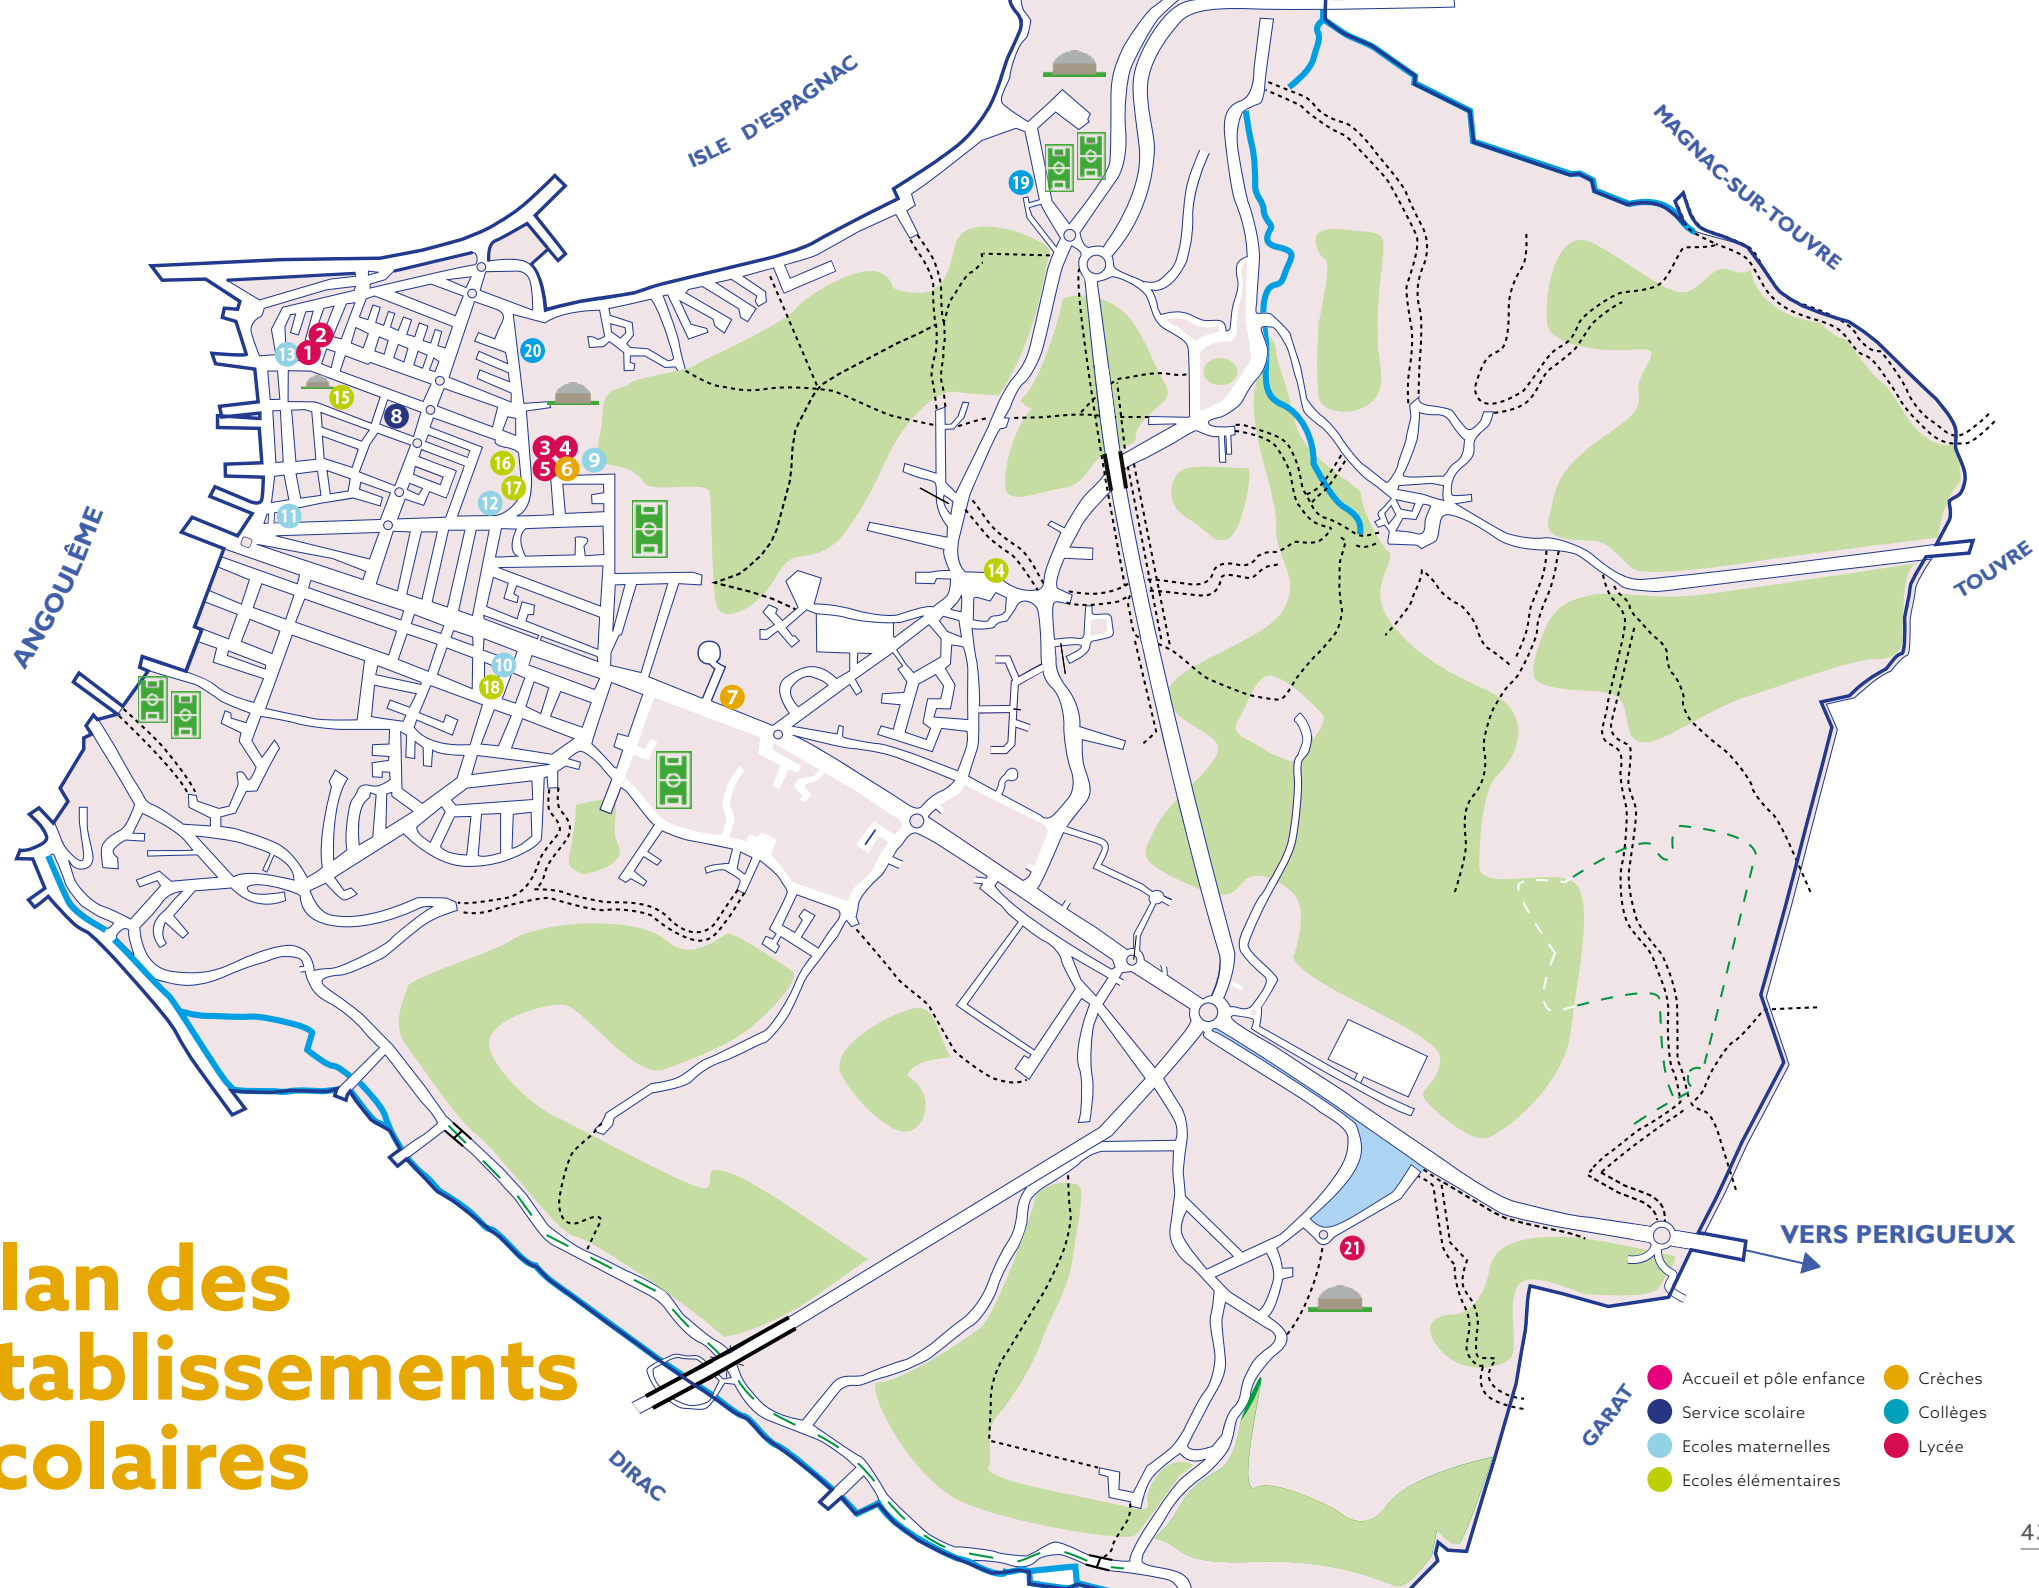 ISLE D'ESPAGNAC
MAGNAC-SUR-TOUVRE
19
2
13
1
20
15
8
3
4
16
9
5
6
17
12
11
ANGOULÊME
TOUVRE
14
10
18
7
VERS PERIGUEUX
21
lan des
tablissements
colaires
GARAT
DIRAC
Accueil et pôle enfance
Service scolaire
Ecoles maternelles
Ecoles élémentaires
Crèches
Collèges
Lycée
43